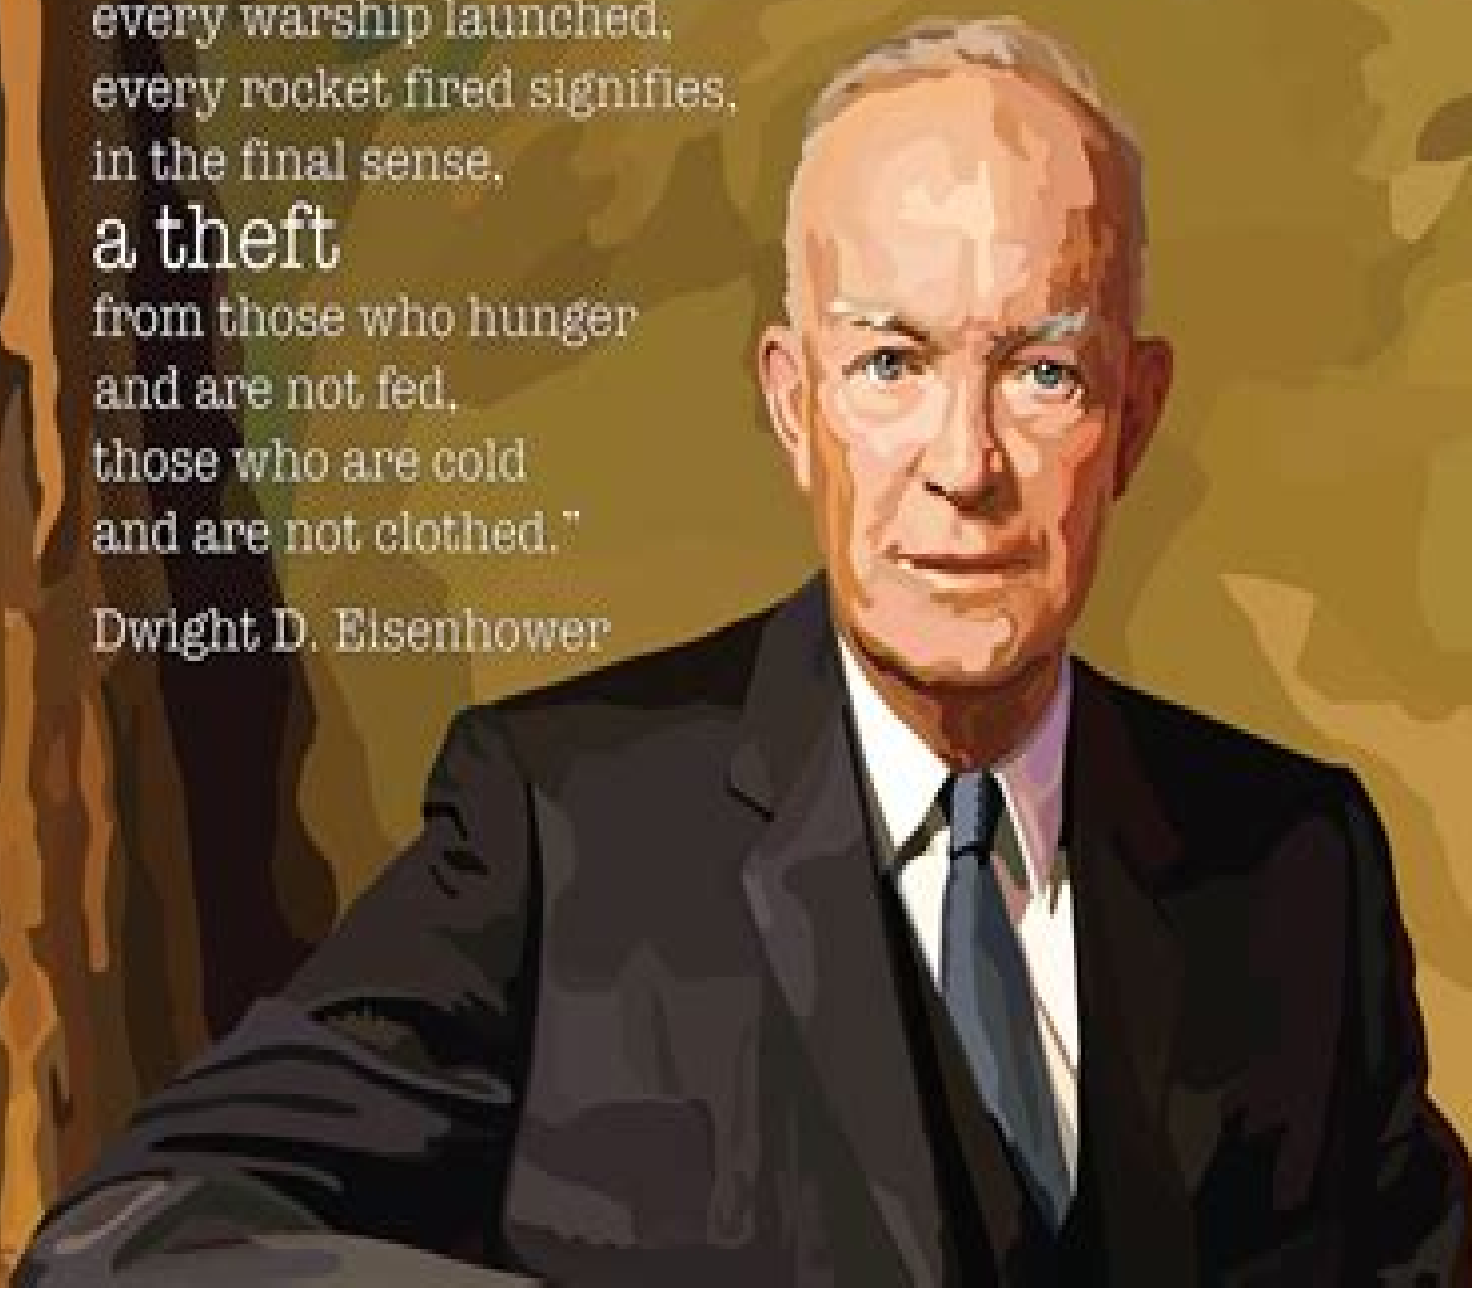 every warship launched,
every rocket fired signifies,
in the final sense,
a theft
from those who hunger
and are not fed,
those who are cold
and are not clothed.”
Dwight D. Eisenhower